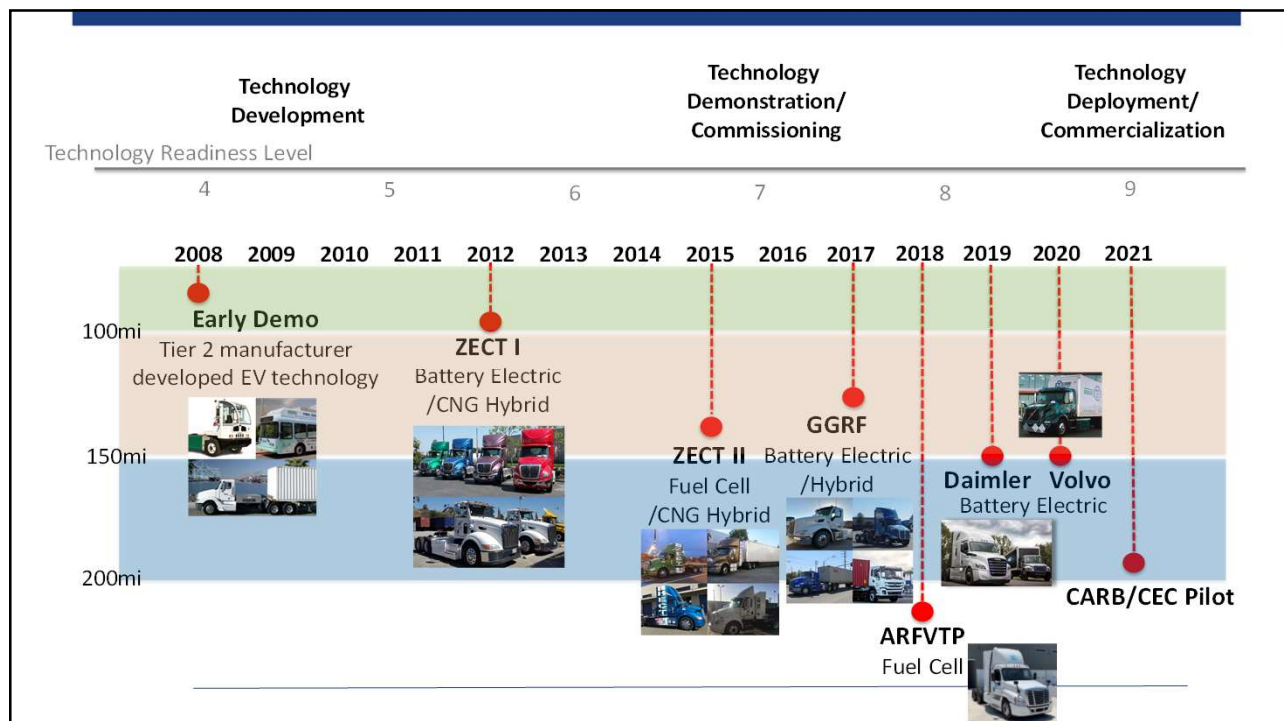 Technology
Development
Technology
Demonstration/
Commissioning
Technology
Deployment/
Commercialization
Technology Readiness Level
4 5 6 7 8 9
2008 2009 2010 2011 2012 2013 2014 2015 2016 2017 2018 2019 2020 2021
100mi
150mi
200mi
Early Demo
Tier 2 manufacturer
developed EV technology
ZECT I
Battery Electric
/CNG Hybrid
ZECT II
Fuel Cell
/CNG Hybrid
GGRF
Battery Electric
/Hybrid
ARFVTP
Fuel Cell
Daimler Volvo
Battery Electric
CARB/CEC Pilot